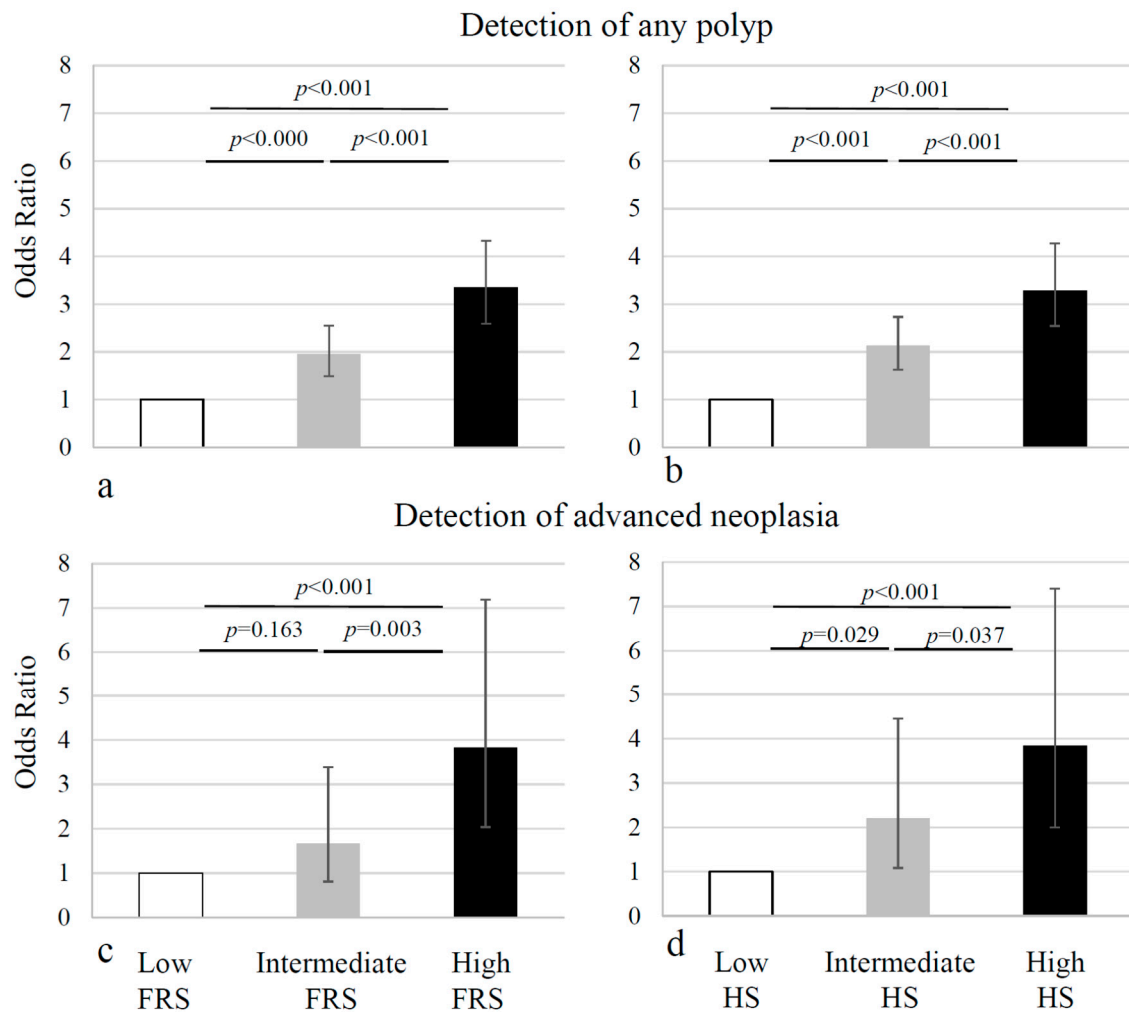 Detection of any polyp
8
7
6
5
4
3
2
1
0
Odds Ratio
p<0.001
p<0.000 p<0.001
a
8
7
6
5
4
3
2
1
0
p<0.001
p<0.001 p<0.001
b
Detection of advanced neoplasia
8
7
6
5
4
3
2
1
0
Odds Ratio
p<0.001
p=0.163 p=0.003
c
Low
FRS
Intermediate
FRS
High
FRS
8
7
6
5
4
3
2
1
0
p<0.001
p=0.029 p=0.037
d
Low
HS
Intermediate
HS
High
HS